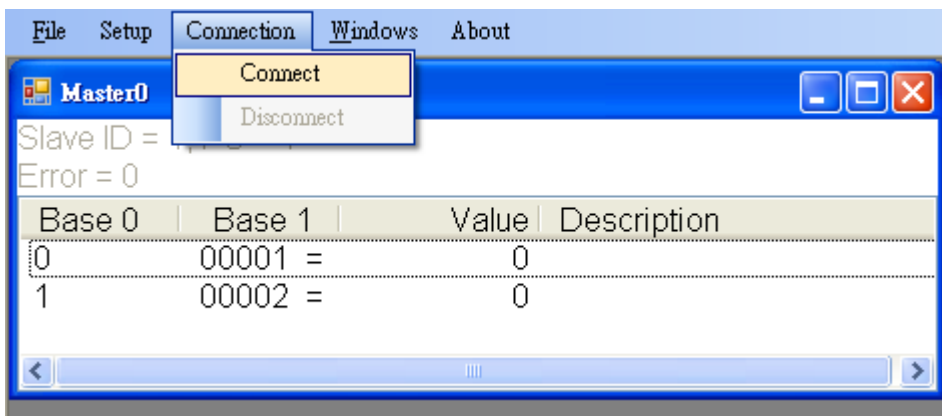 File Setup Connection Windows About
Connect
Master0
Disconnect
Slave ID =
Error = 0
Base 0 Base 1 Value Description
0 00001 = 0
1 00002 = 0